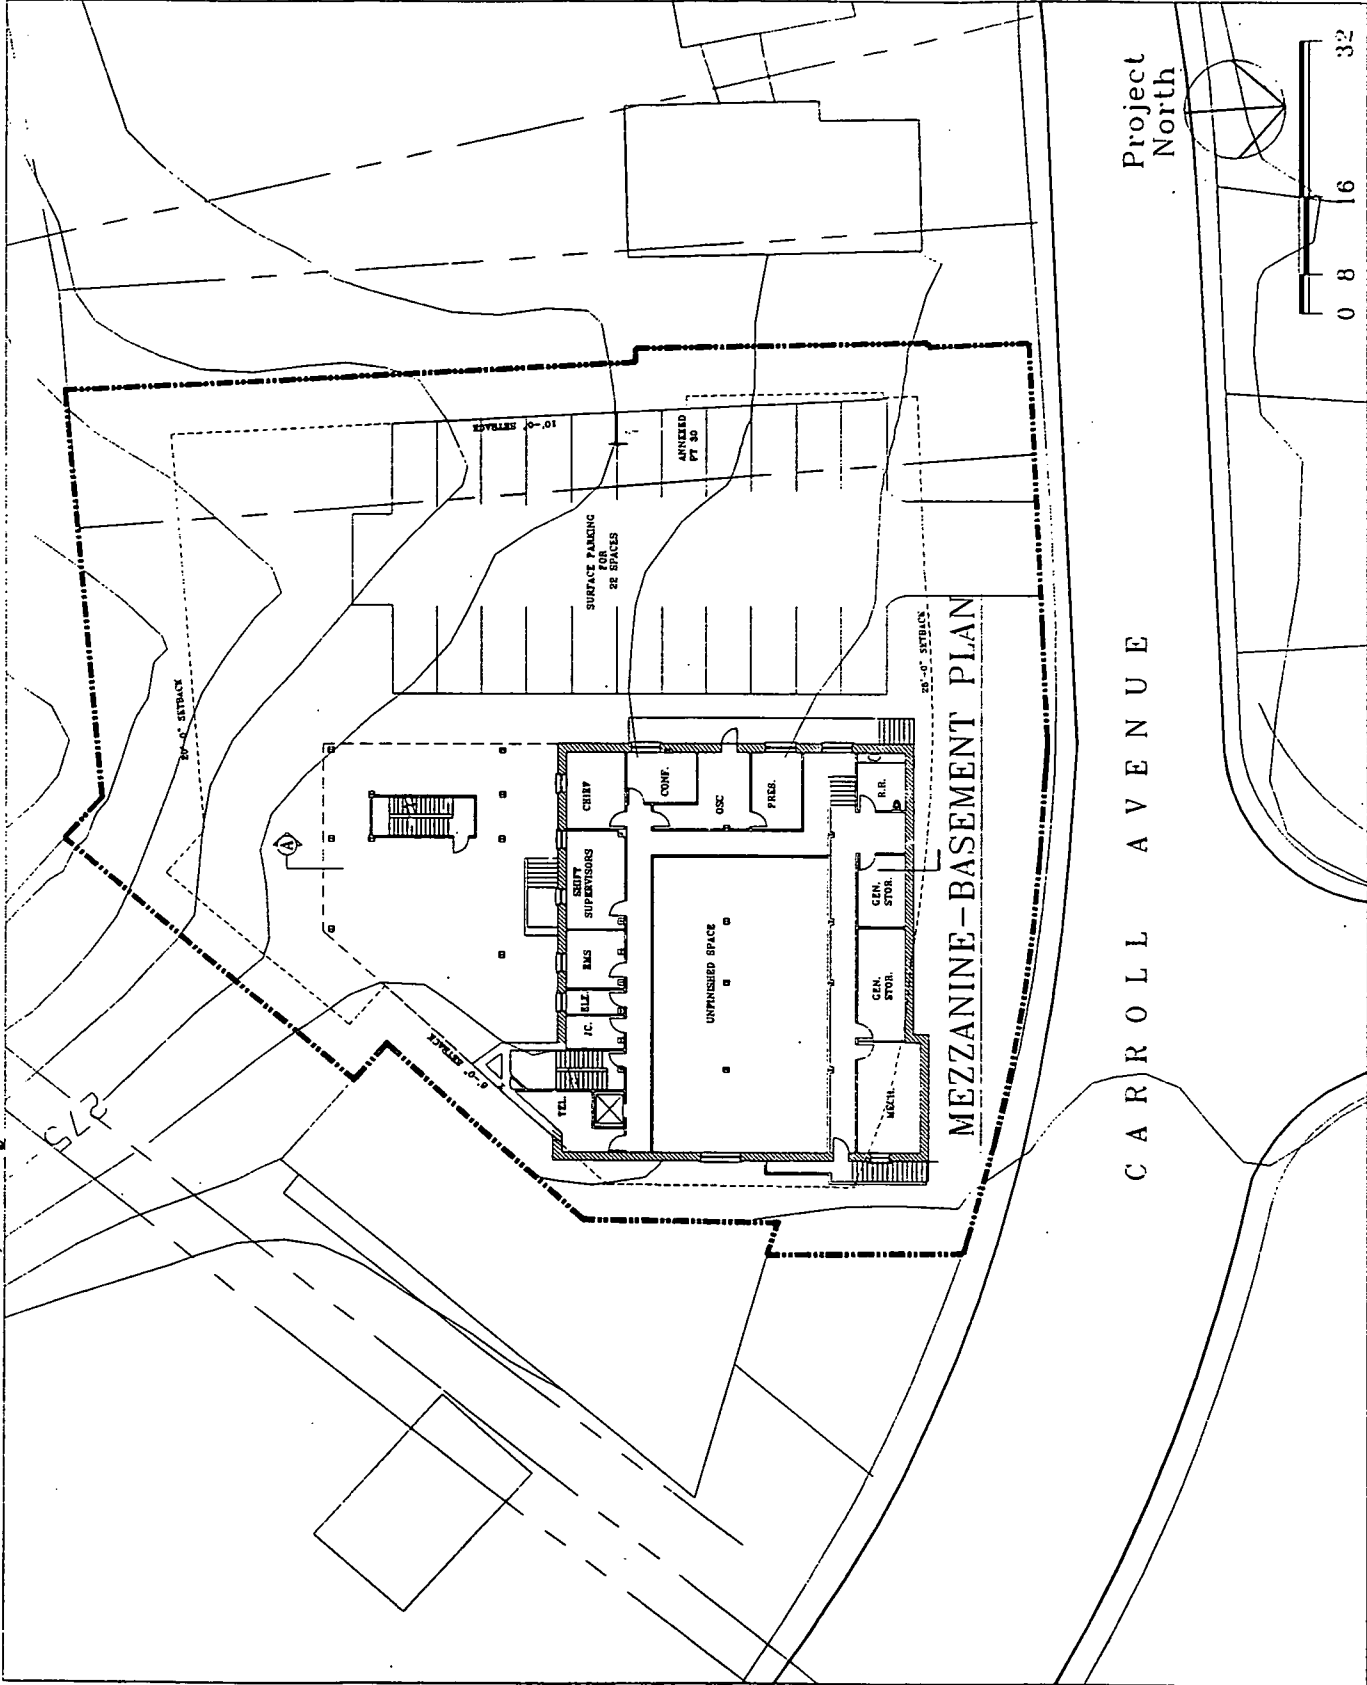 20'-0" SETBACK
10'-0" SETBACK
ANNEXED
PT 30
SURFACE PARKING
FOR
22 SPACES
25'-0" SETBACK
6'-0" SETBACK
275
A
CHIEF
CONF.
OSC
PRES.
R.R.
SHIFT
SUPERVISORS
EMS
ELE.
JC.
TEL.
UNFINISHED SPACE
GEN.
STOR.
GEN.
STOR.
MECH.
MEZZANINE-BASEMENT PLAN
CARROLL AVENUE
Project
North
0 8 16 32